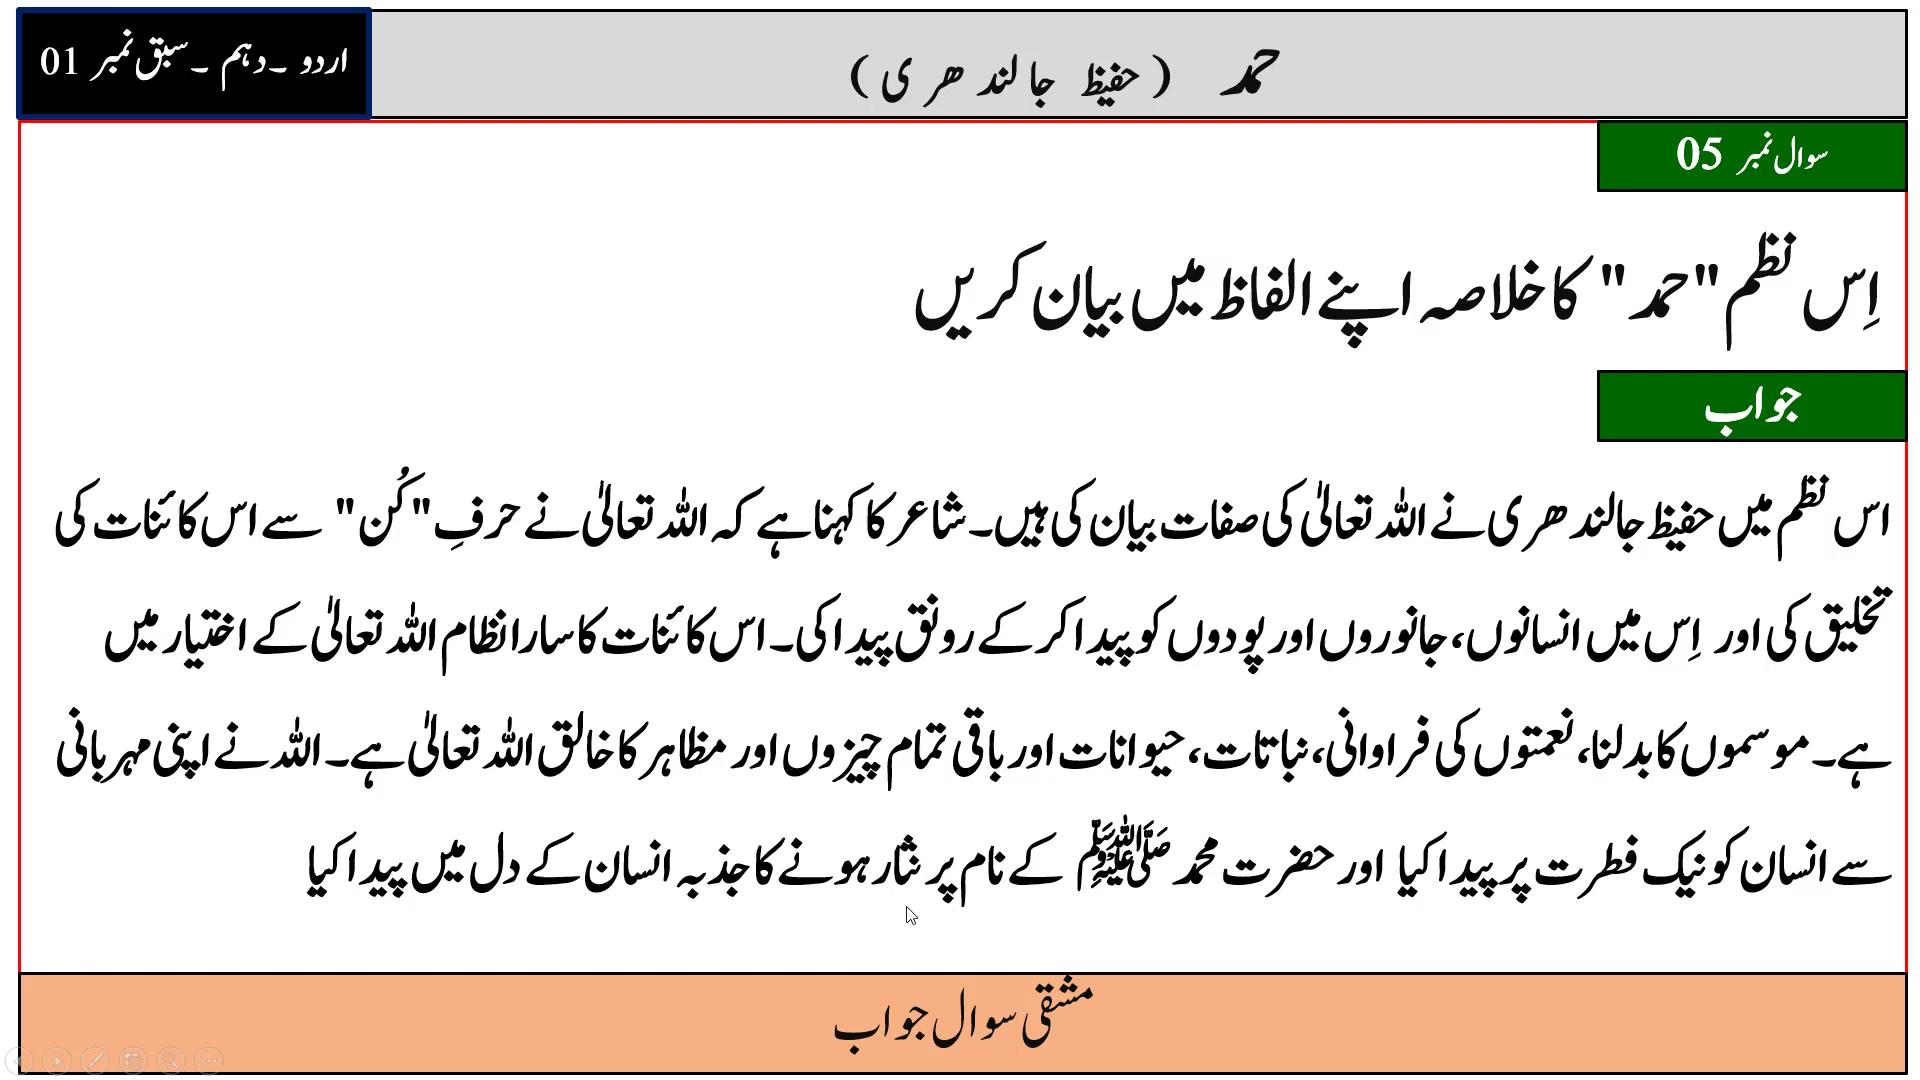 اردو ۔ دہم ۔ سبق نمبر 01
حمد ( حفیظ جالندھری )
سوال نمبر 05
اِس نظم "حمد" کا خلاصہ اپنے الفاظ میں بیان کریں
جواب
اس نظم میں حفیظ جالندھری نے اللہ تعالیٰ کی صفات بیان کی ہیں۔ شاعر کا کہنا ہے کہ اللہ تعالیٰ نے حرفِ "کُن" سے اس کائنات کی
تخلیق کی اور اِس میں انسانوں، جانوروں اور پودوں کو پیدا کر کے رونق پیدا کی۔ اس کائنات کا سارا نظام اللہ تعالیٰ کے اختیار میں
ہے۔ موسموں کا بدلنا، نعمتوں کی فراوانی، نباتات، حیوانات اور باقی تمام چیزوں اور مظاہر کا خالق اللہ تعالیٰ ہے۔ اللہ نے اپنی مہربانی
سے انسان کو نیک فطرت پر پیدا کیا اور حضرت محمد ﷺ کے نام پر نثار ہونے کا جذبہ انسان کے دل میں پیدا کیا
مشقی سوال جواب